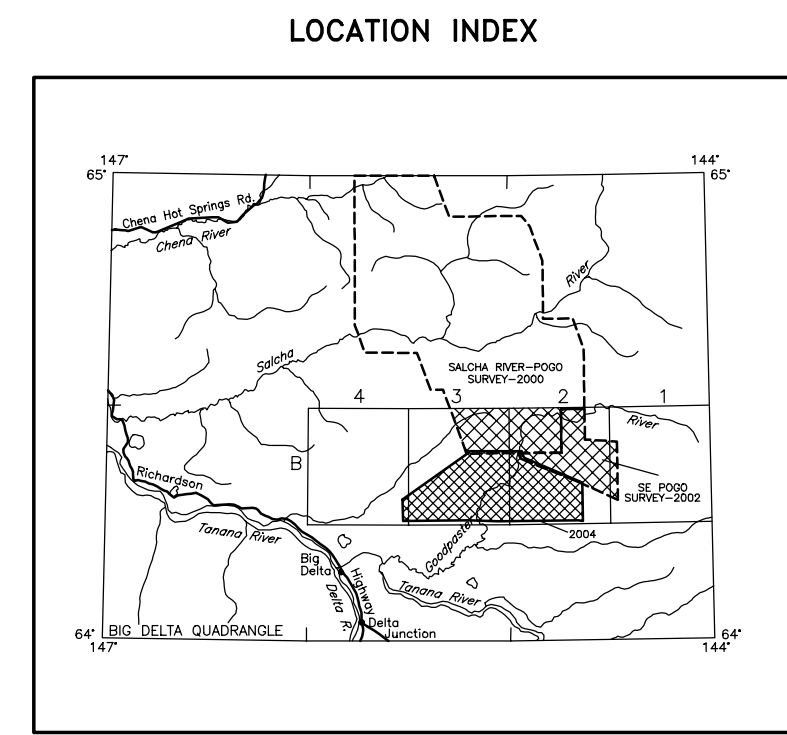 LOCATION INDEX
147°
144°
65°
65°
Chena Hot Springs Rd.
Chena River
River
Salcha
SALCHA RIVER-POGO
SURVEY-2000
4
3
2
1
River
B
Richardson
SE POGO
SURVEY-2002
Tanana River
Goodpaster
2004
Big
Delta
Highway
Delta R.
Tanana River
Delta
Junction
BIG DELTA QUADRANGLE
64°
64°
147°
144°